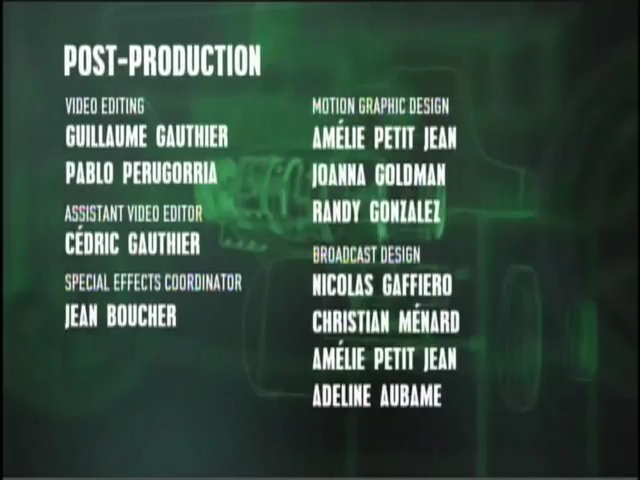 POST-PRODUCTION
VIDEO EDITING
GUILLAUME GAUTHIER
PABLO PERUGORRIA
ASSISTANT VIDEO EDITOR
CÉDRIC GAUTHIER
SPECIAL EFFECTS COORDINATOR
JEAN BOUCHER
MOTION GRAPHIC DESIGN
AMÉLIE PETIT JEAN
JOANNA GOLDMAN
RANDY GONZALEZ
BROADCAST DESIGN
NICOLAS GAFFIERO
CHRISTIAN MÉNARD
AMÉLIE PETIT JEAN
ADELINE AUBAME